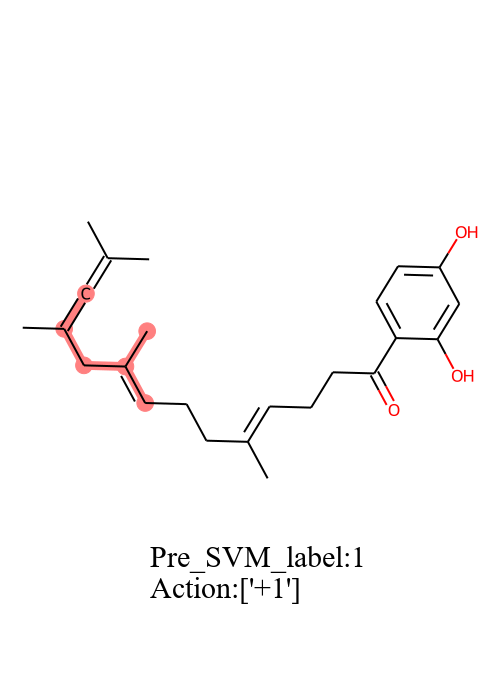 OH
C
OH
O
Pre_SVM_label:1
Action:['+1']